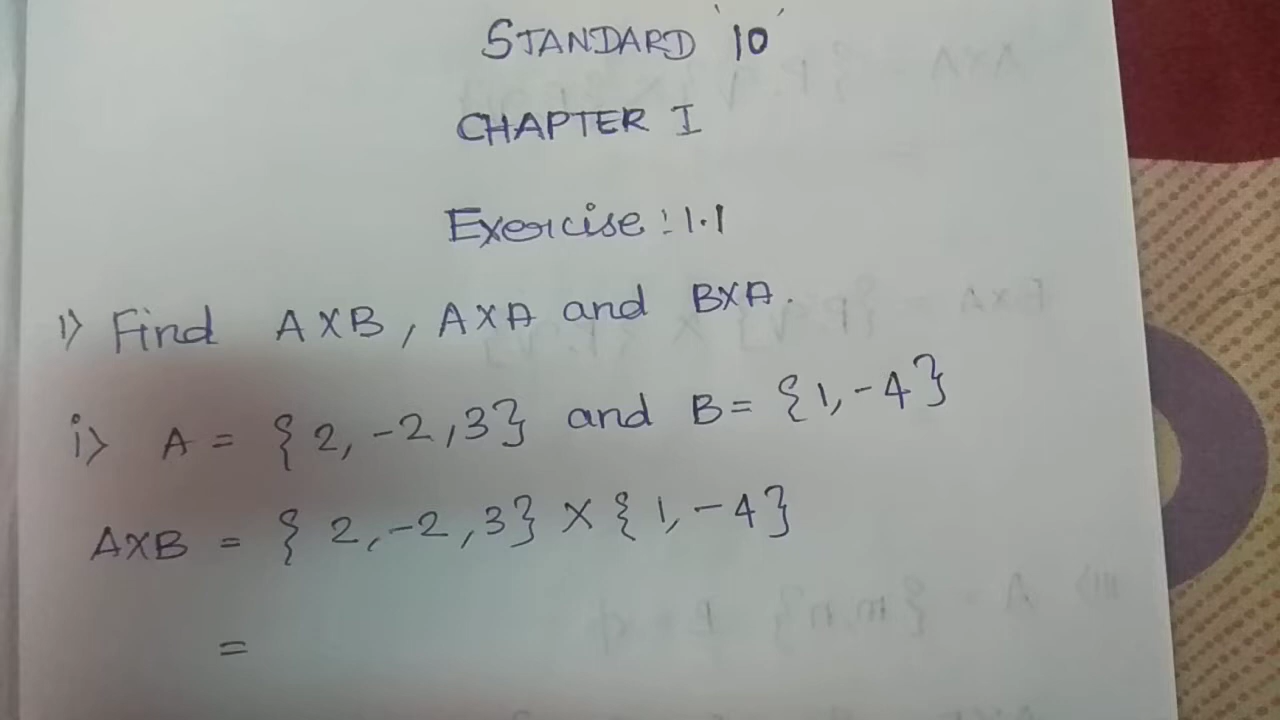 STANDARD '10'
CHAPTER I
Exercise: 1.1
1) Find A×B, A×A and B×A.
i) A = {2, -2, 3} and B = {1, -4}
A×B = {2, -2, 3} × {1, -4}
=